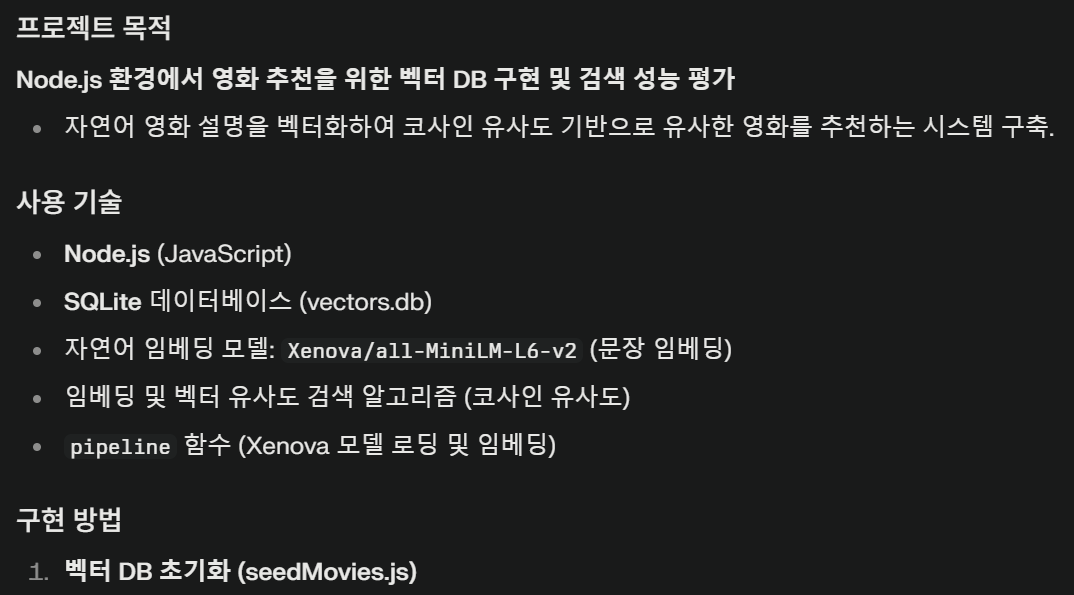 프로젝트 목적
Node.js 환경에서 영화 추천을 위한 벡터 DB 구현 및 검색 성능 평가
• 자연어 영화 설명을 벡터화하여 코사인 유사도 기반으로 유사한 영화를 추천하는 시스템 구축.
사용 기술
• Node.js (JavaScript)
• SQLite 데이터베이스 (vectors.db)
• 자연어 임베딩 모델: Xenova/all-MiniLM-L6-v2 (문장 임베딩)
• 임베딩 및 벡터 유사도 검색 알고리즘 (코사인 유사도)
• pipeline 함수 (Xenova 모델 로딩 및 임베딩)
구현 방법
1. 벡터 DB 초기화 (seedMovies.js)